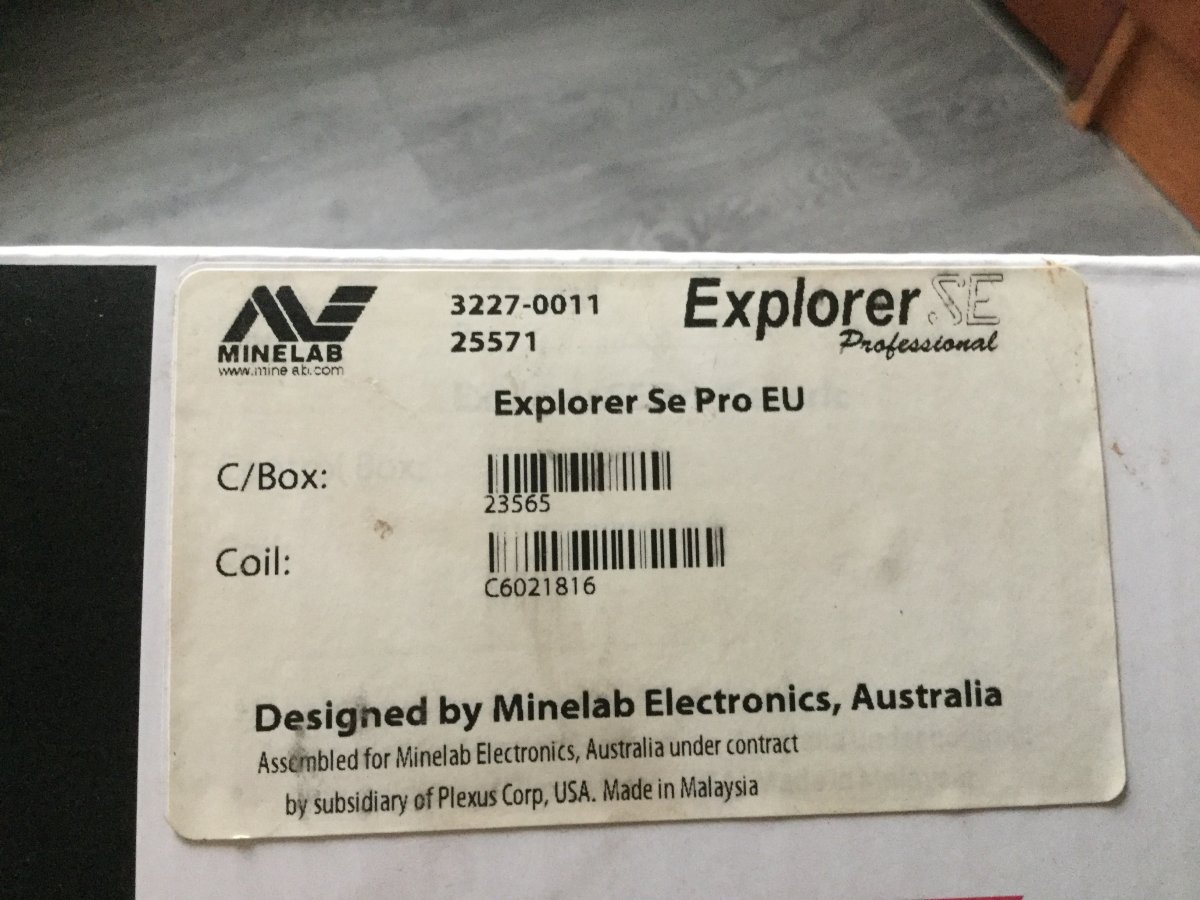 MINELAB
www.minelab.com
3227-0011
25571
Explorer SE
Professional
Explorer Se Pro EU
C/Box:
23565
Coil:
C6021816
Designed by Minelab Electronics, Australia
Assembled for Minelab Electronics, Australia under contract
by subsidiary of Plexus Corp, USA. Made in Malaysia